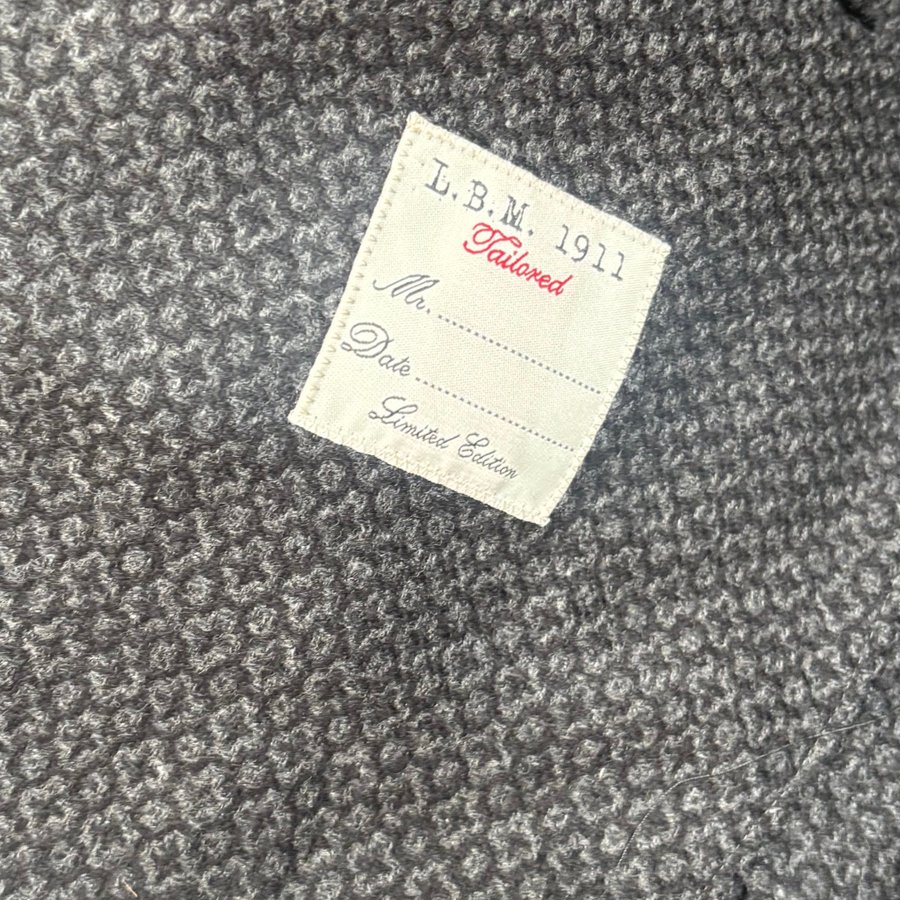 L.B.M. 1911
Tailored
Mr. ....................
Date ....................
Limited Edition